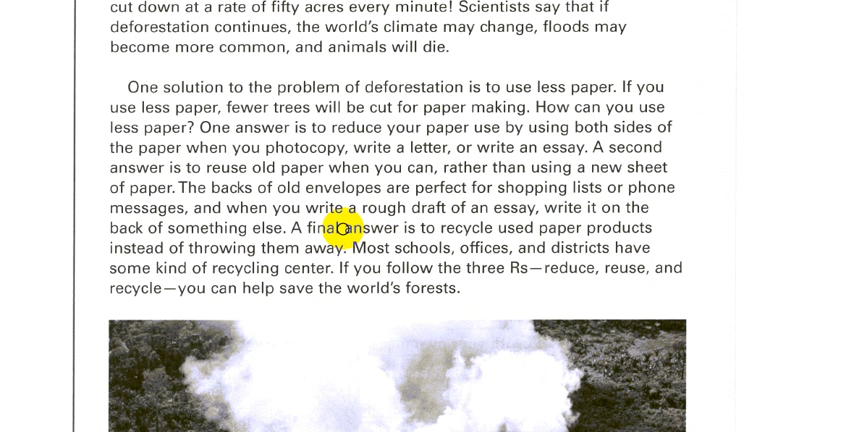 cut down at a rate of fifty acres every minute! Scientists say that if
deforestation continues, the world's climate may change, floods may
become more common, and animals will die.
One solution to the problem of deforestation is to use less paper. If you
use less paper, fewer trees will be cut for paper making. How can you use
less paper? One answer is to reduce your paper use by using both sides of
the paper when you photocopy, write a letter, or write an essay. A second
answer is to reuse old paper when you can, rather than using a new sheet
of paper. The backs of old envelopes are perfect for shopping lists or phone
messages, and when you write a rough draft of an essay, write it on the
back of something else. A final answer is to recycle used paper products
instead of throwing them away. Most schools, offices, and districts have
some kind of recycling center. If you follow the three Rs—reduce, reuse, and
recycle—you can help save the world's forests.